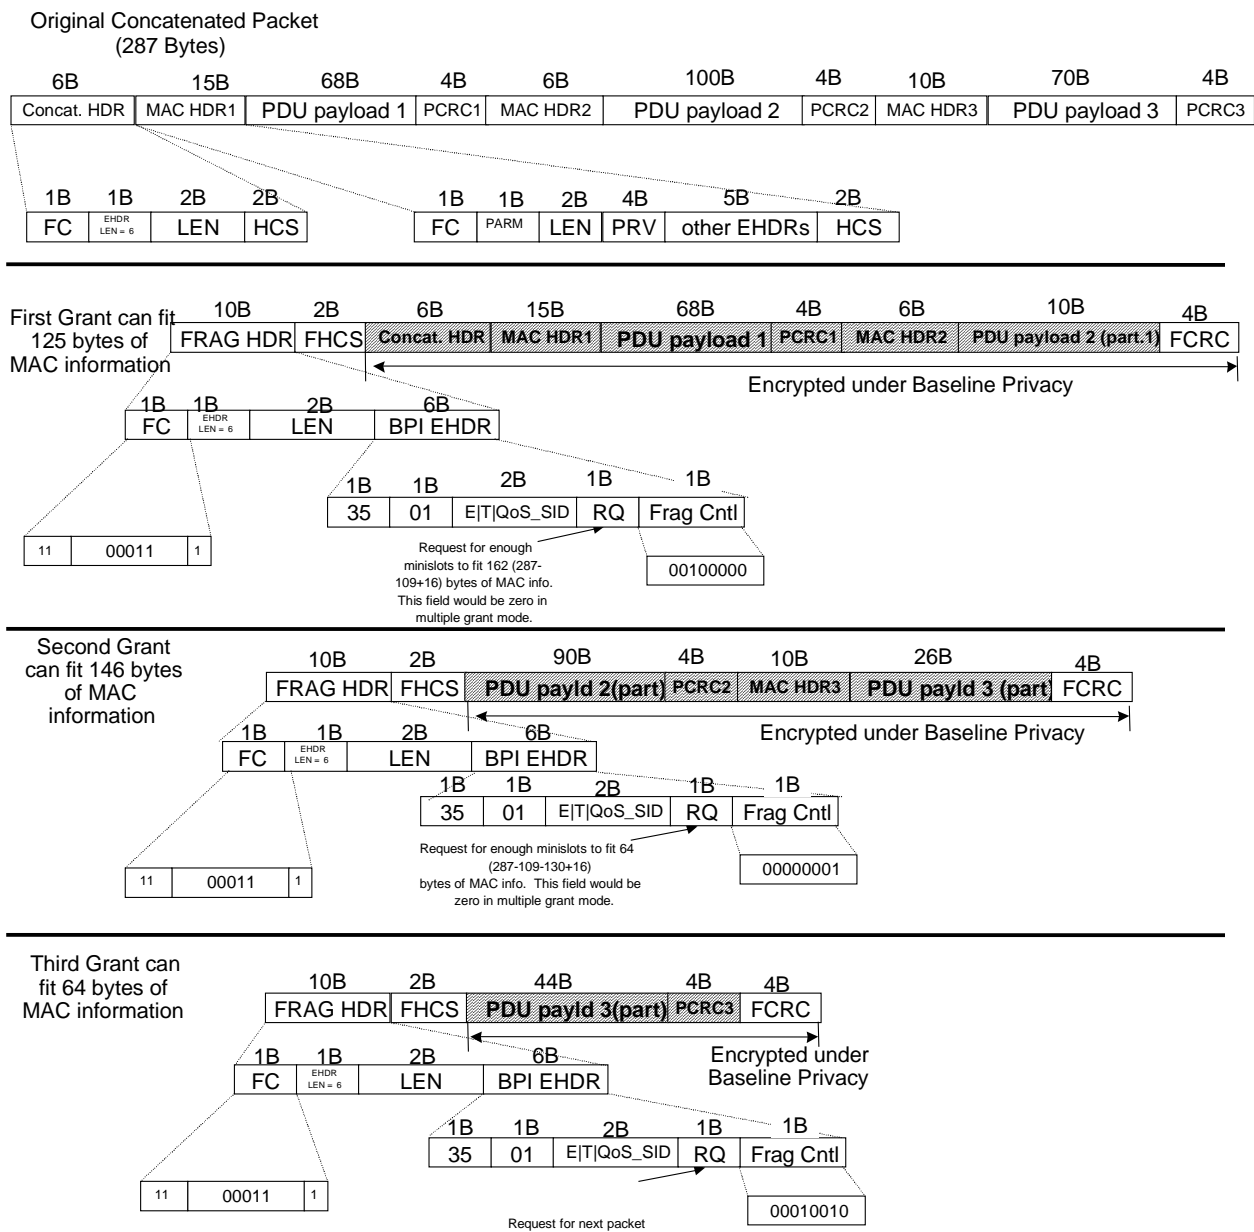 Original Concatenated Packet
(287 Bytes)
6B 15B 68B 4B 6B 100B 4B 10B 70B 4B
Concat. HDR MAC HDR1 PDU payload 1 PCRC1 MAC HDR2 PDU payload 2 PCRC2 MAC HDR3 PDU payload 3 PCRC3
1B 1B 2B 2B 1B 1B 2B 4B 5B 2B
FC EHDR LEN = 6 LEN HCS FC PARM LEN PRV other EHDRs HCS
First Grant can fit
125 bytes of
MAC information
10B 2B 6B 15B 68B 4B 6B 10B 4B
FRAG HDR FHCS Concat. HDR MAC HDR1 PDU payload 1 PCRC1 MAC HDR2 PDU payload 2 (part.1) FCRC
Encrypted under Baseline Privacy
1B 1B 2B 6B
FC EHDR LEN = 6 LEN BPI EHDR
1B 1B 2B 1B 1B
35 01 E|T|QoS_SID RQ Frag Cntl
11 00011 1
Request for enough
minislots to fit 162 (287-
109+16) bytes of MAC info.
This field would be zero in
multiple grant mode.
00100000
Second Grant
can fit 146 bytes
of MAC
information
10B 2B 90B 4B 10B 26B 4B
FRAG HDR FHCS PDU payld 2(part) PCRC2 MAC HDR3 PDU payld 3 (part) FCRC
Encrypted under Baseline Privacy
1B 1B 2B 6B
FC EHDR LEN = 6 LEN BPI EHDR
1B 1B 2B 1B 1B
35 01 E|T|QoS_SID RQ Frag Cntl
11 00011 1
Request for enough minislots to fit 64
(287-109-130+16)
bytes of MAC info. This field would be
zero in multiple grant mode.
00000001
Third Grant can
fit 64 bytes of
MAC information
10B 2B 44B 4B 4B
FRAG HDR FHCS PDU payld 3(part) PCRC3 FCRC
Encrypted under
Baseline Privacy
1B 1B 2B 6B
FC EHDR LEN = 6 LEN BPI EHDR
1B 1B 2B 1B 1B
35 01 E|T|QoS_SID RQ Frag Cntl
11 00011 1
00010010
Request for next packet